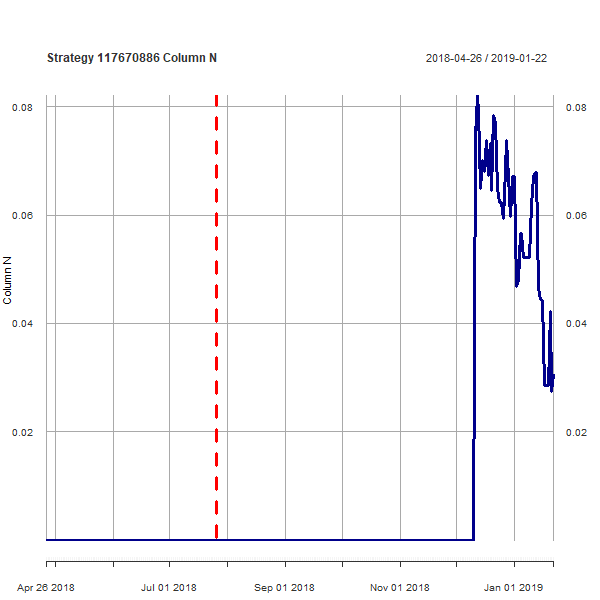 Strategy 117670886 Column N
2018-04-26 / 2019-01-22
0.08
0.08
0.06
0.06
Column N
0.04
0.04
0.02
0.02
Apr 26 2018
Jul 01 2018
Sep 01 2018
Nov 01 2018
Jan 01 2019